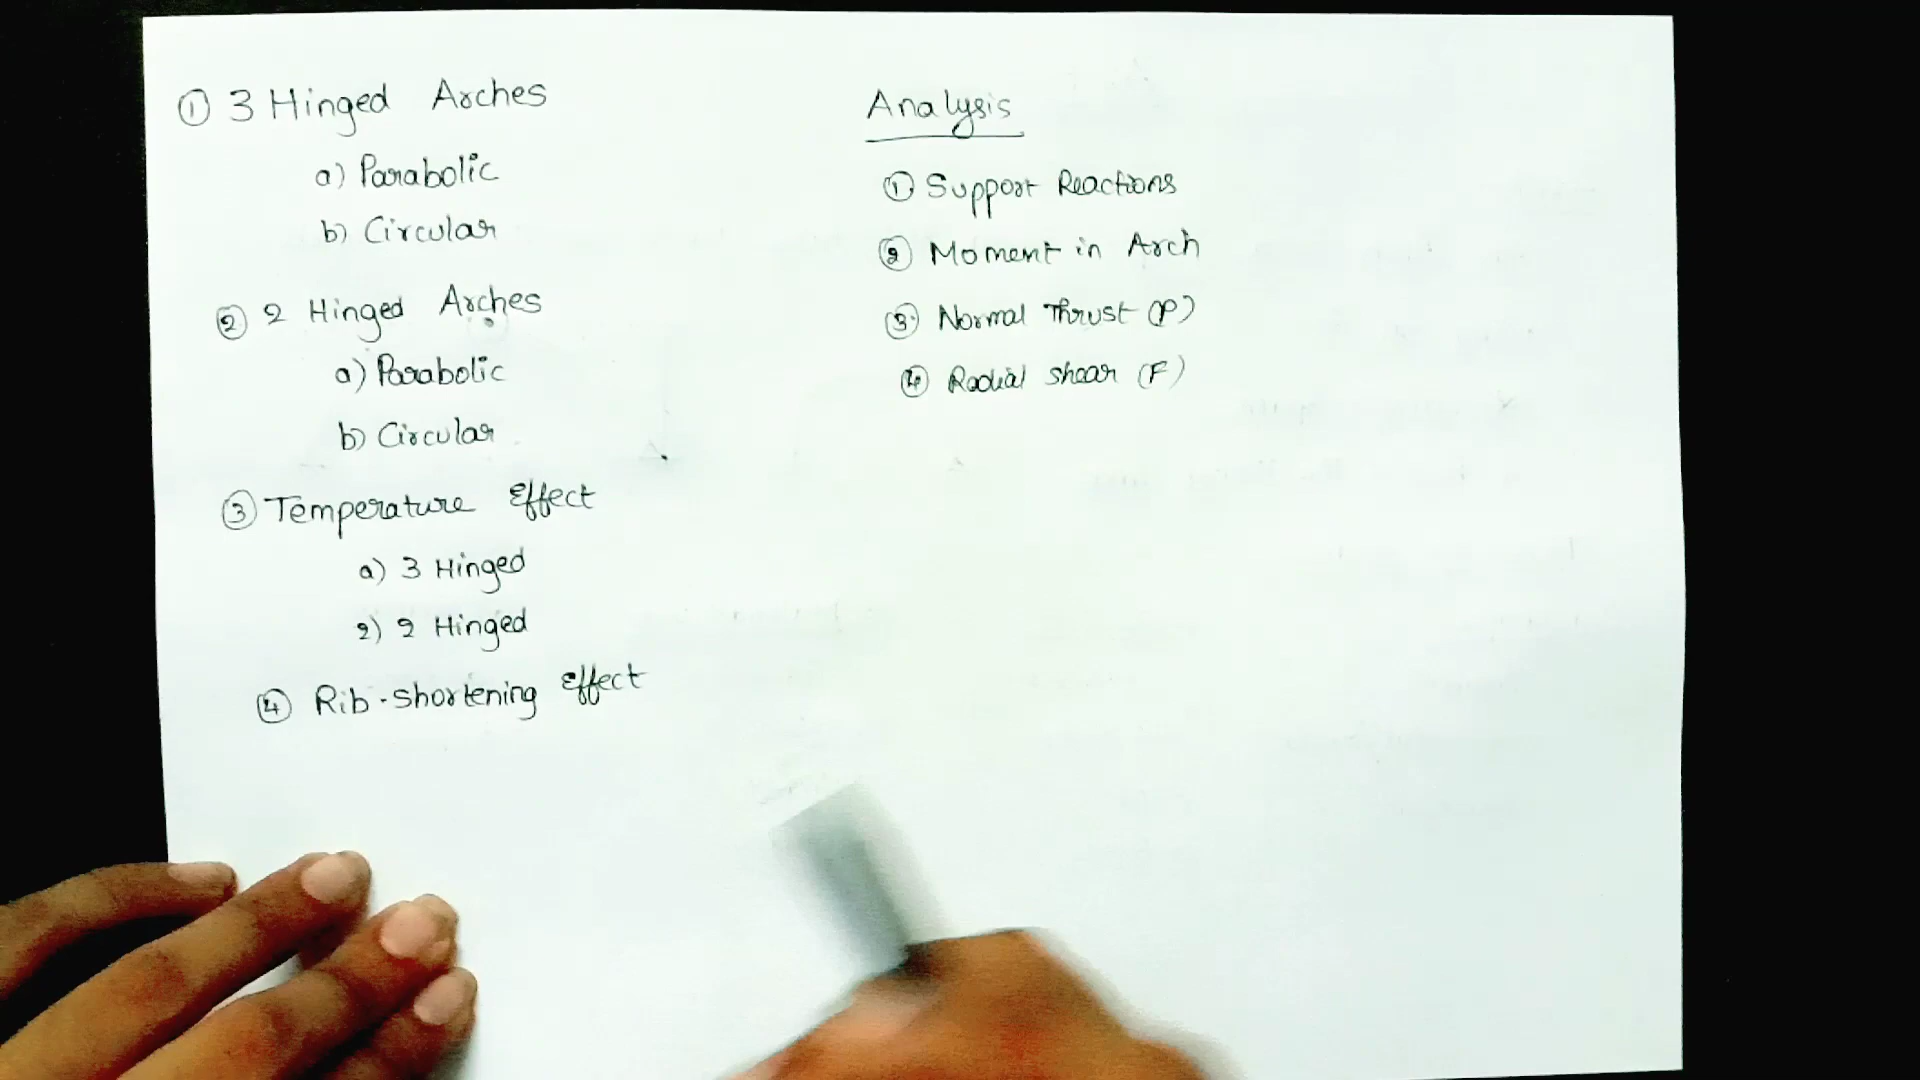 ① 3 Hinged Arches
a) Parabolic
b) Circular
② 2 Hinged Arches
a) Parabolic
b) Circular
③ Temperature Effect
a) 3 Hinged
2) 2 Hinged
④ Rib-shortening Effect
Analysis
① Support Reactions
② Moment in Arch
③ Normal Thrust (P)
④ Radial shear (F)